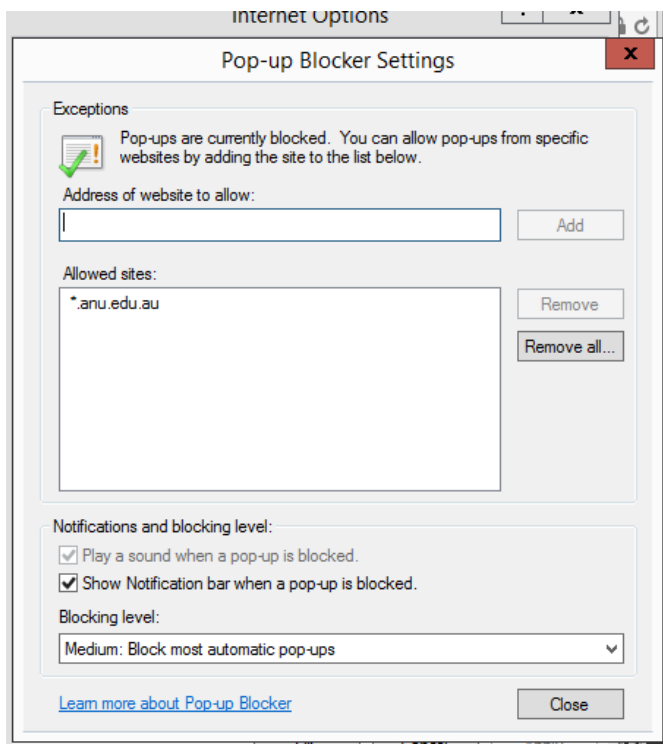 Internet Options
Pop-up Blocker Settings
x
Exceptions
Pop-ups are currently blocked. You can allow pop-ups from specific
websites by adding the site to the list below.
Address of website to allow:
Add
Allowed sites:
*.anu.edu.au
Remove
Remove all...
Notifications and blocking level:
Play a sound when a pop-up is blocked.
Show Notification bar when a pop-up is blocked.
Blocking level:
Medium: Block most automatic pop-ups
Learn more about Pop-up Blocker
Close